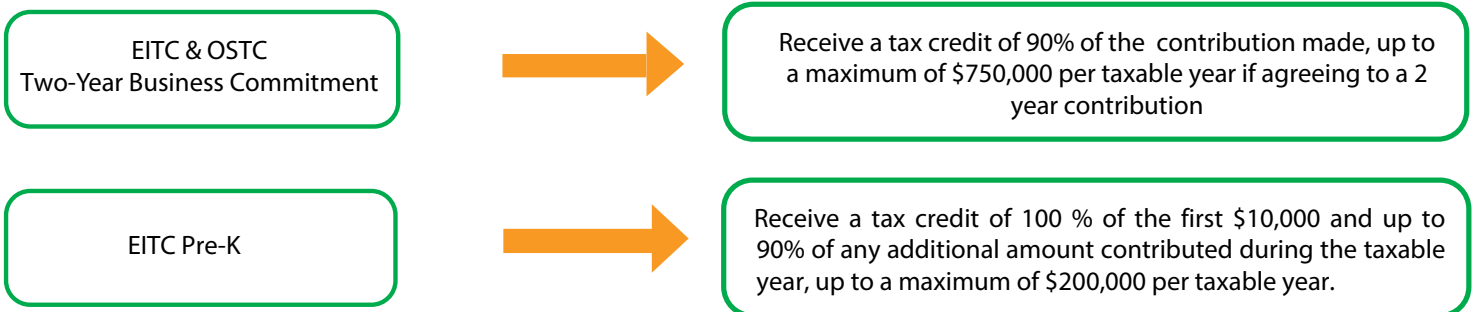 EITC & OSTC
Two-Year Business Commitment
Receive a tax credit of 90% of the contribution made, up to
a maximum of $750,000 per taxable year if agreeing to a 2
year contribution
EITC Pre-K
Receive a tax credit of 100 % of the first $10,000 and up to
90% of any additional amount contributed during the taxable
year, up to a maximum of $200,000 per taxable year.